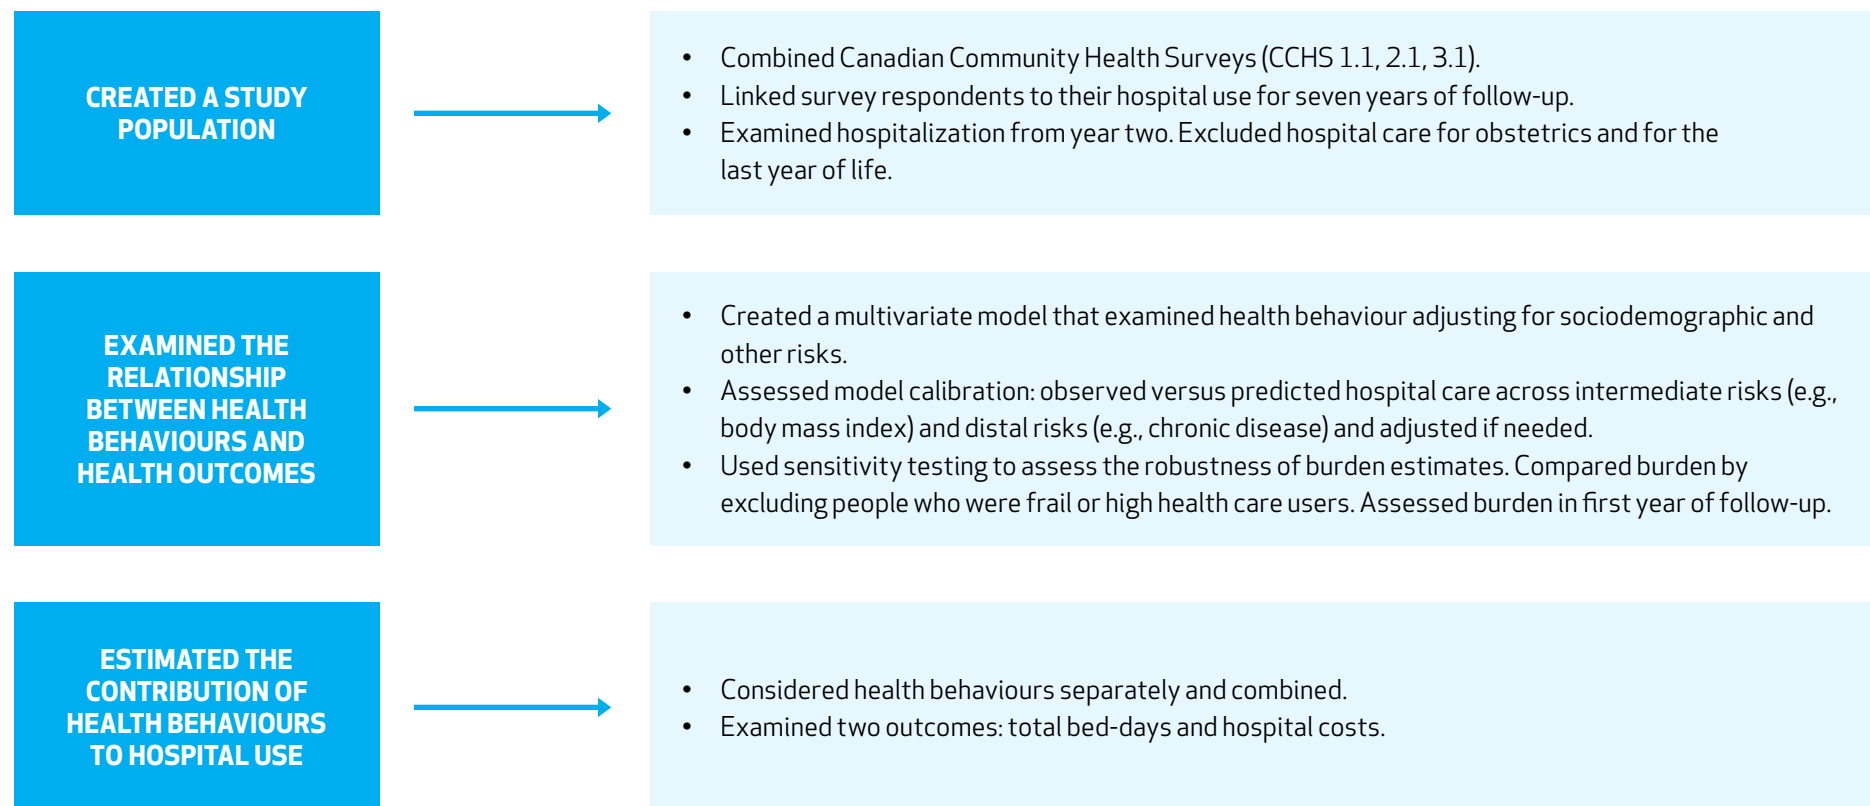 CREATED A STUDY
POPULATION
• Combined Canadian Community Health Surveys (CCHS 1.1, 2.1, 3.1).
• Linked survey respondents to their hospital use for seven years of follow-up.
• Examined hospitalization from year two. Excluded hospital care for obstetrics and for the
last year of life.
EXAMINED THE
RELATIONSHIP
BETWEEN HEALTH
BEHAVIOURS AND
HEALTH OUTCOMES
• Created a multivariate model that examined health behaviour adjusting for sociodemographic and
other risks.
• Assessed model calibration: observed versus predicted hospital care across intermediate risks (e.g.,
body mass index) and distal risks (e.g., chronic disease) and adjusted if needed.
• Used sensitivity testing to assess the robustness of burden estimates. Compared burden by
excluding people who were frail or high health care users. Assessed burden in first year of follow-up.
ESTIMATED THE
CONTRIBUTION OF
HEALTH BEHAVIOURS
TO HOSPITAL USE
• Considered health behaviours separately and combined.
• Examined two outcomes: total bed-days and hospital costs.